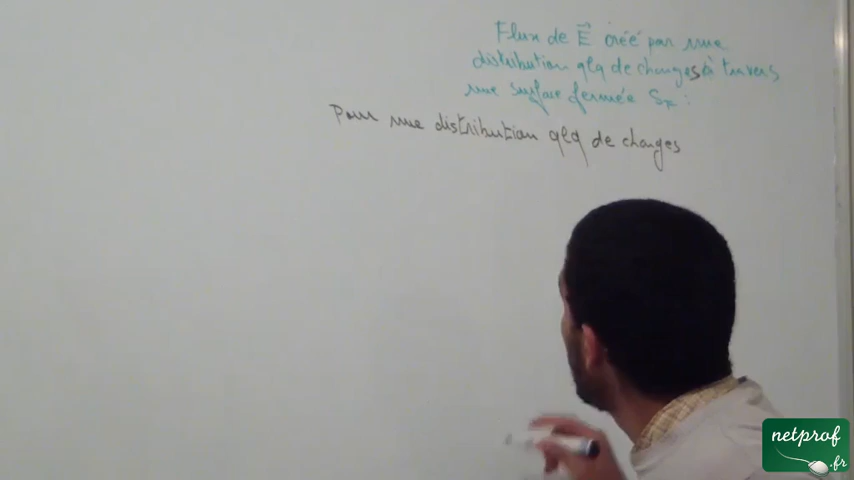 Flux de E⃗ créé par une
distribution qlq de charges à travers
une surface fermée SF :
Pour une distribution qlq de charges
netprof
.fr